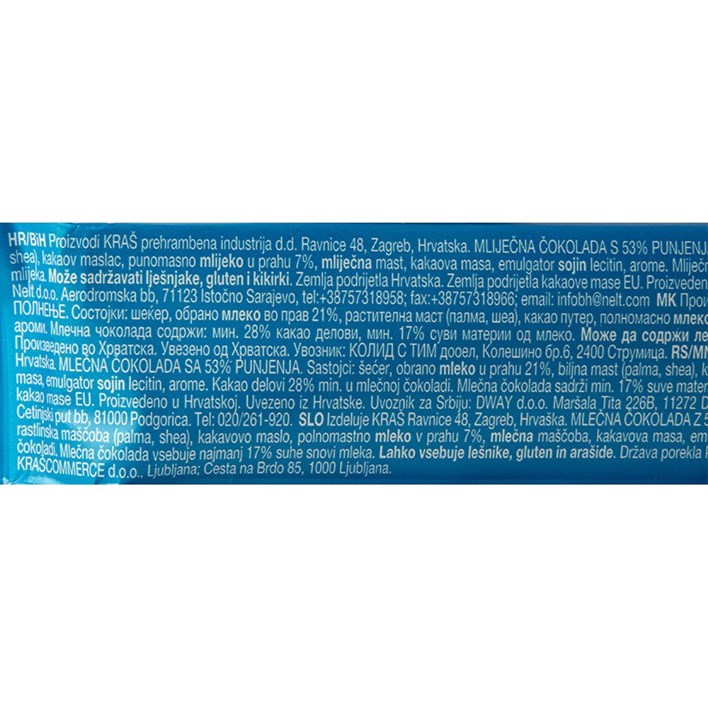 HR/BiH Proizvodi KRAŠ prehrambena industrija d.d. Ravnice 48, Zagreb, Hrvatska. MLIJEČNA ČOKOLADA S 53% PUNJENJA
shea), kakaov maslac, punomasno mlijeko u prahu 7%, mliječna mast, kakaova masa, emulgator sojin lecitin, arome. Mliječ
mlijeka. Može sadržavati lješnjake, gluten i kikirki. Zemlja podrijetla Hrvatska. Zemlja podrijetla kakaove mase EU. Proizvedeno
Nelt d.o.o. Aerodromska bb, 71123 Istočno Sarajevo, tel:+38757318958; fax:+38757318966; email: infobh@nelt.com. МК Прои
ПОЛНЕЊЕ. Состојки: шеќер, обрано млеко во прав 21%, растителна маст (палма, шеа), какао путер, полномасно млеко
ароми. Млечна чоколада содржи: мин. 28% какао делови, мин. 17% суви материи од млеко. Може да содржи ле
Произведено во Хрватска. Увезено од Хрватска. Увозник: КОЛИД С ТИМ дооел, Колешино бр.6, 2400 Струмица. RS/MN
Hrvatska. MLEČNA ČOKOLADA SA 53% PUNJENJA. Sastojci: šećer, obrano mleko u prahu 21%, biljna mast (palma, shea), k
masa, emulgator sojin lecitin, arome. Kakao delovi 28% min. u mlečnoj čokoladi. Mlečna čokolada sadrži min. 17% suve mater
kakao mase EU. Proizvedeno u Hrvatskoj. Uvezeno iz Hrvatske. Uvoznik za Srbiju: DWAY d.o.o. Maršala Tita 226B, 11272 D
Cetinjski put bb, 81000 Podgorica. Tel: 020/261-920. SLO Izdeluje KRAŠ Ravnice 48, Zagreb, Hrvaška. MLEČNA ČOKOLADA Z 5
rastlinska maščoba (palma, shea), kakavovo maslo, polnomastno mleko v prahu 7%, mlečna maščoba, kakavova masa, em
čokoladi. Mlečna čokolada vsebuje najmanj 17% suhe snovi mleka. Lahko vsebuje lešnike, gluten in arašide. Država porekla k
KRAŠCOMMERCE d.o.o., Ljubljana; Cesta na Brdo 85, 1000 Ljubljana.